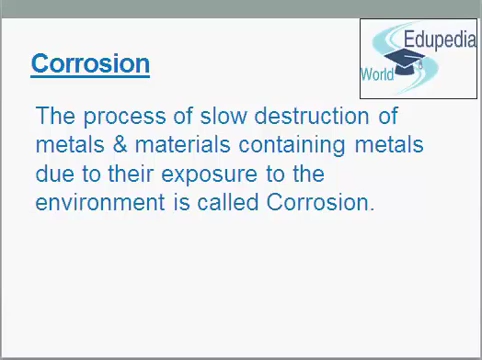 Edupedia
World
Corrosion
The process of slow destruction of
metals & materials containing metals
due to their exposure to the
environment is called Corrosion.